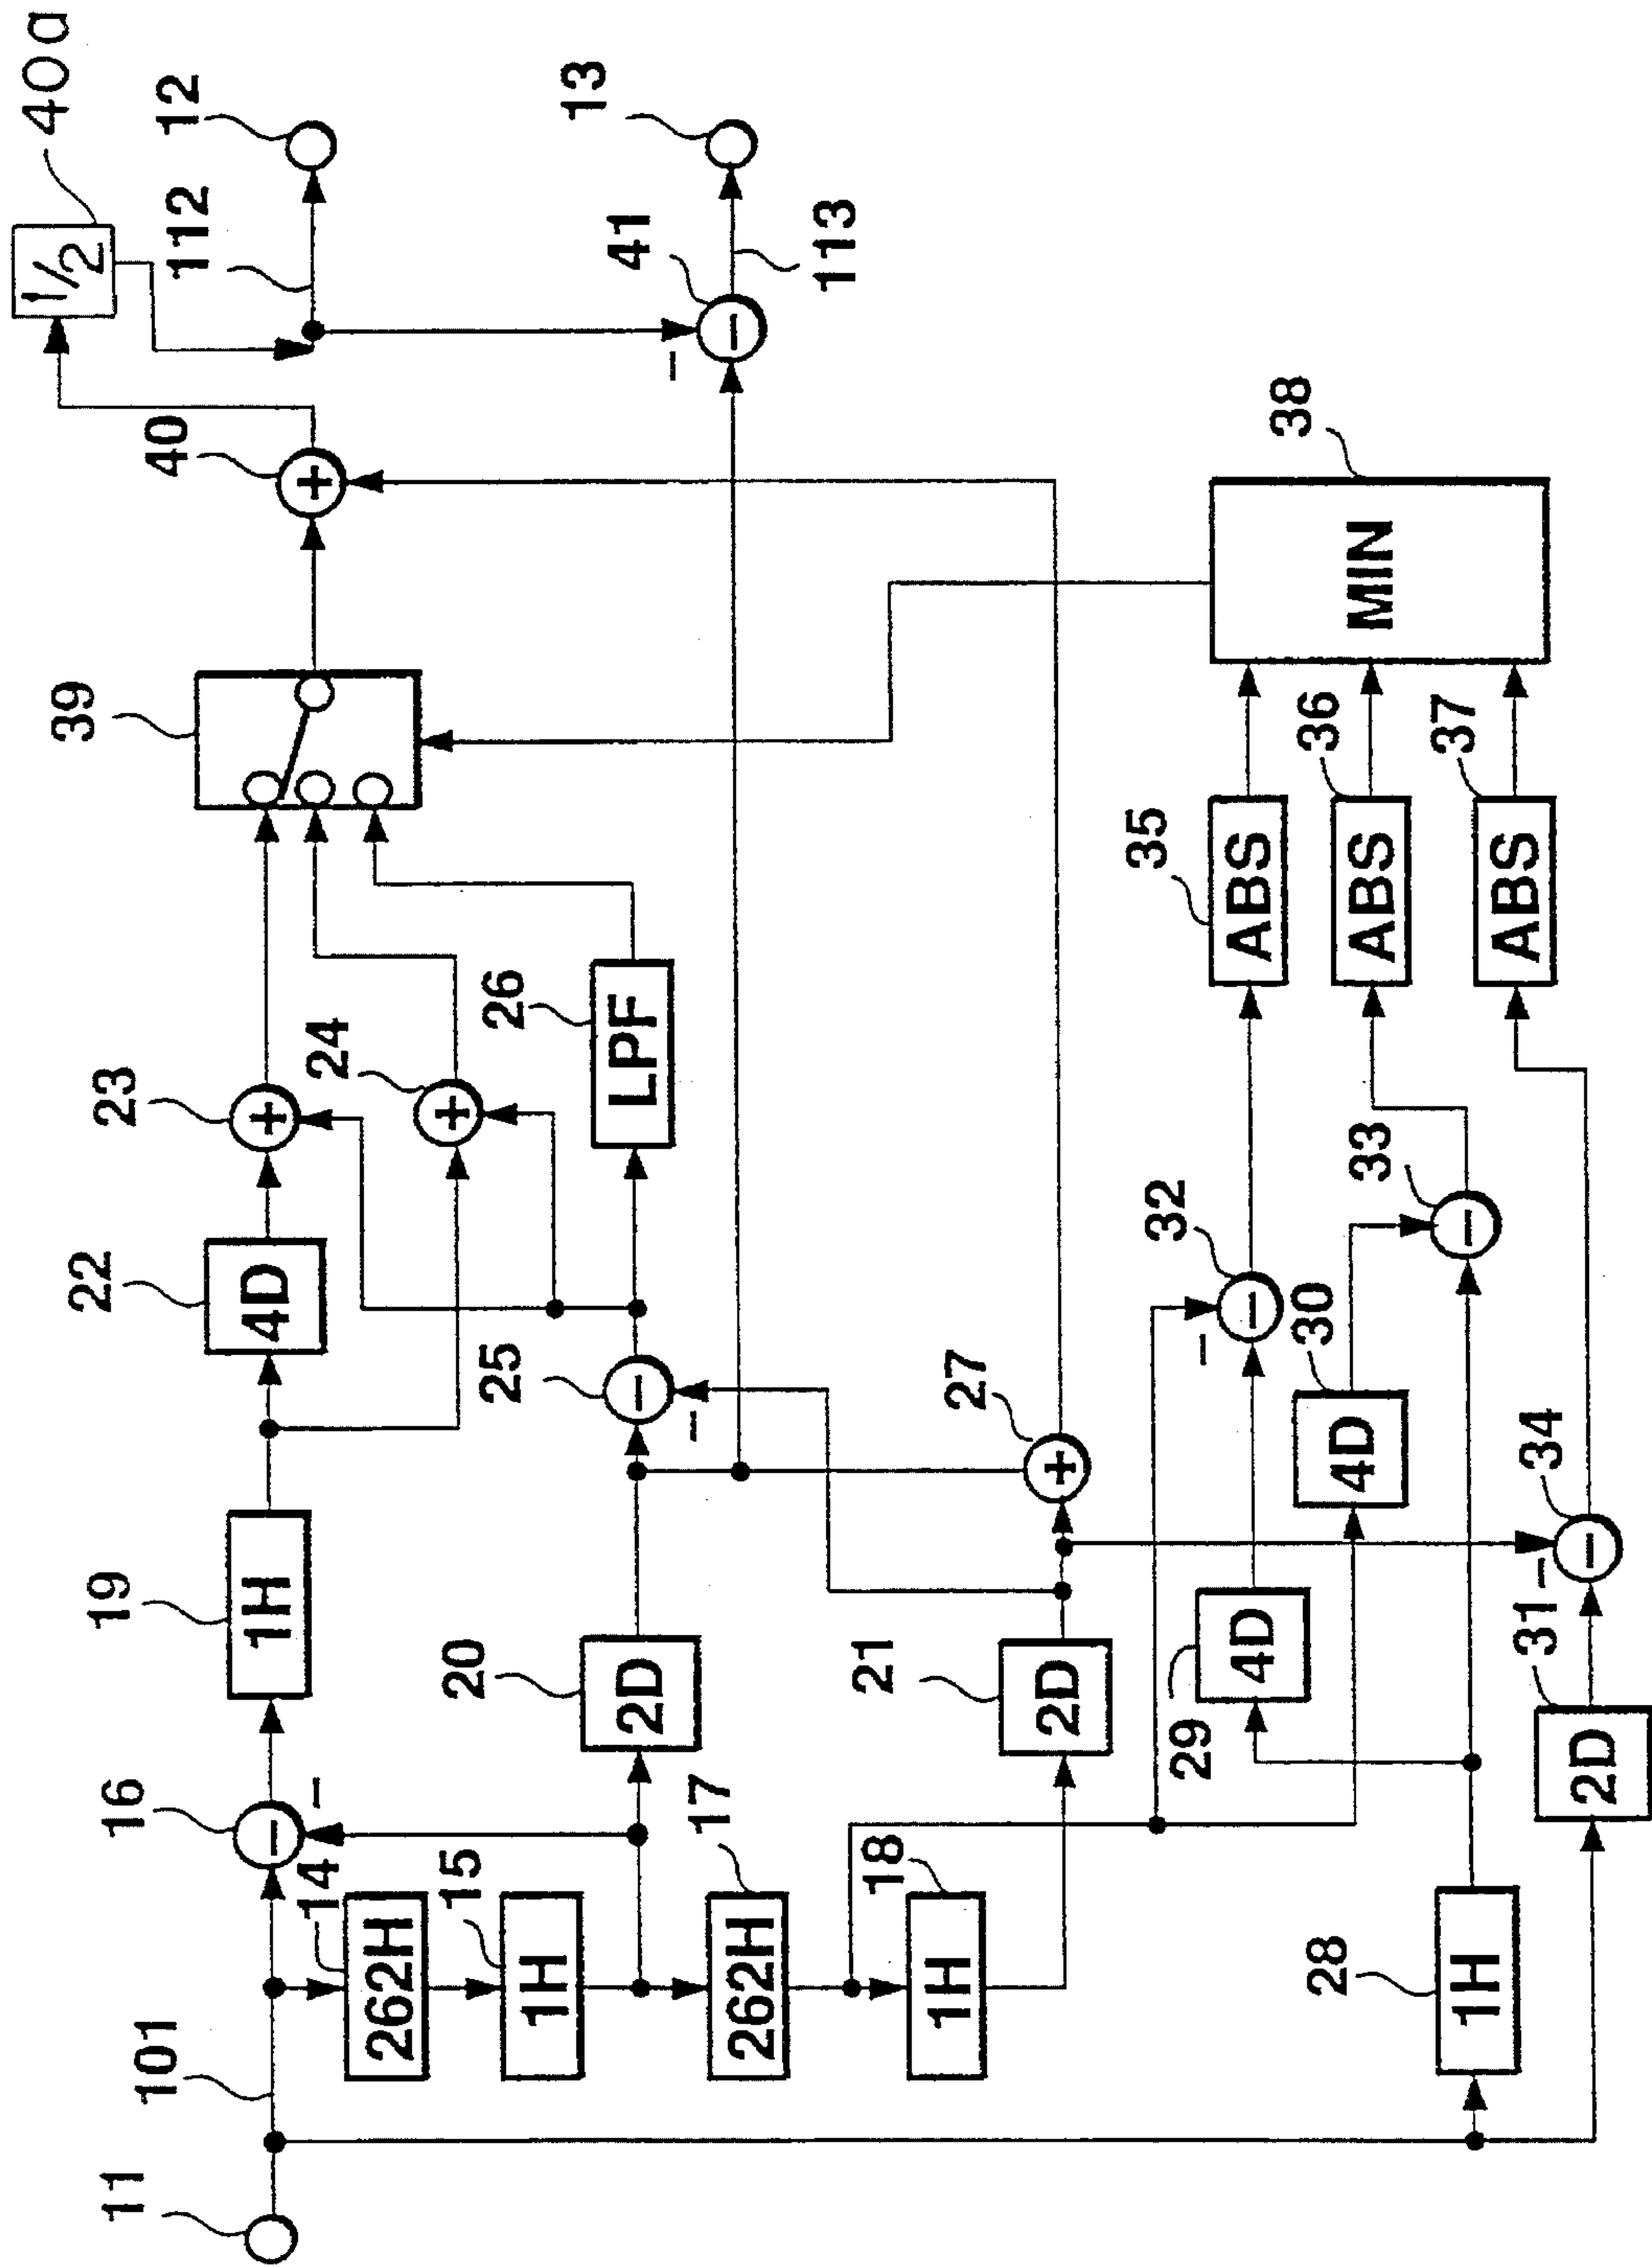 40a
1/2
12
112
13
41
−
−
113
40
+
39
38
MIN
35
ABS
36
ABS
37
ABS
23
+
24
+
26
LPF
22
4D
25
−
−
27
+
32
−
−
33
−
30
4D
34
−
−
19
1H
20
2D
21
2D
29
4D
31
2D
16
−
−
14
262H
15
1H
17
262H
18
1H
28
1H
101
11